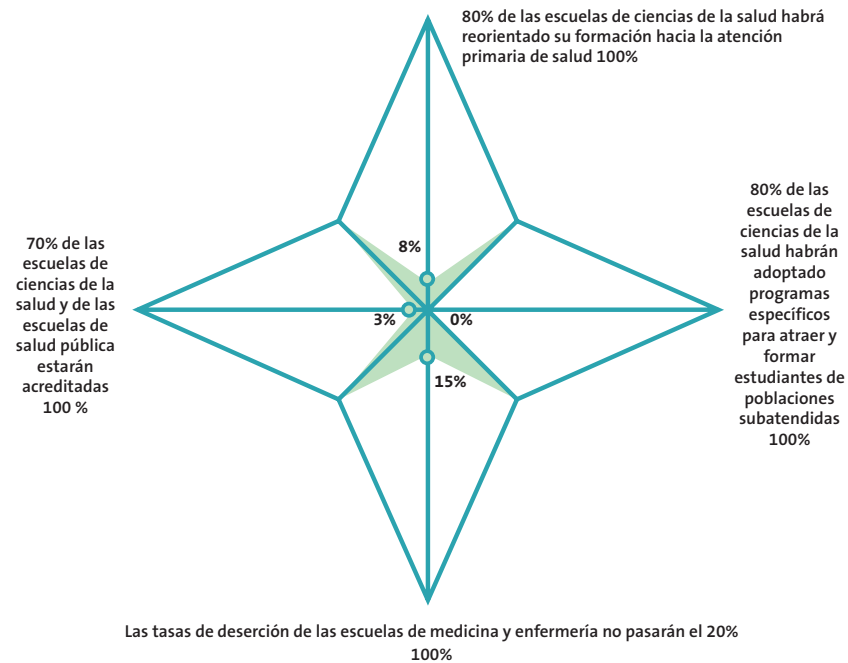 80% de las escuelas de ciencias de la salud habrá
reorientado su formación hacia la atención
primaria de salud 100%
80% de las
escuelas de
ciencias de la
salud habrán
adoptado
programas
específicos
para atraer y
formar
estudiantes de
poblaciones
subatendidas
100%
70% de las
escuelas de
ciencias de la
salud y de las
escuelas de
salud pública
estarán
acreditadas
100 %
8%
3%
0%
15%
Las tasas de deserción de las escuelas de medicina y enfermería no pasarán el 20%
100%